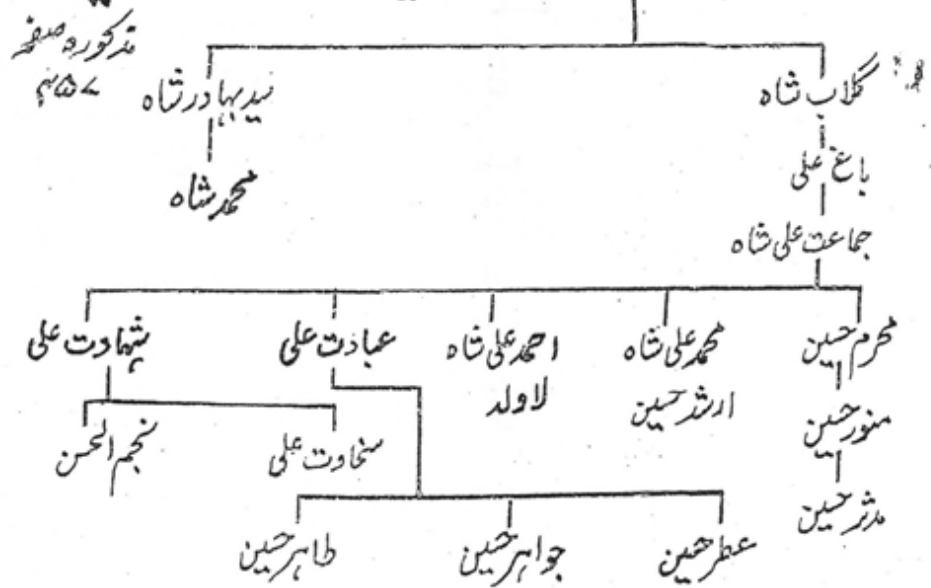 مذکورہ صفحہ
گلاب شاہ سید بہادر شاہ ۴۵۷
باغ علی محمد شاہ
جماعت علی شاہ
محرم حسین محمد علی شاہ احمد علی شاہ عبادت علی شہادت علی
منور حسین ارشد حسین لاولد سخاوت علی نجم الحسن
مدثر حسین عطر حسین جواہر حسین طاہر حسین